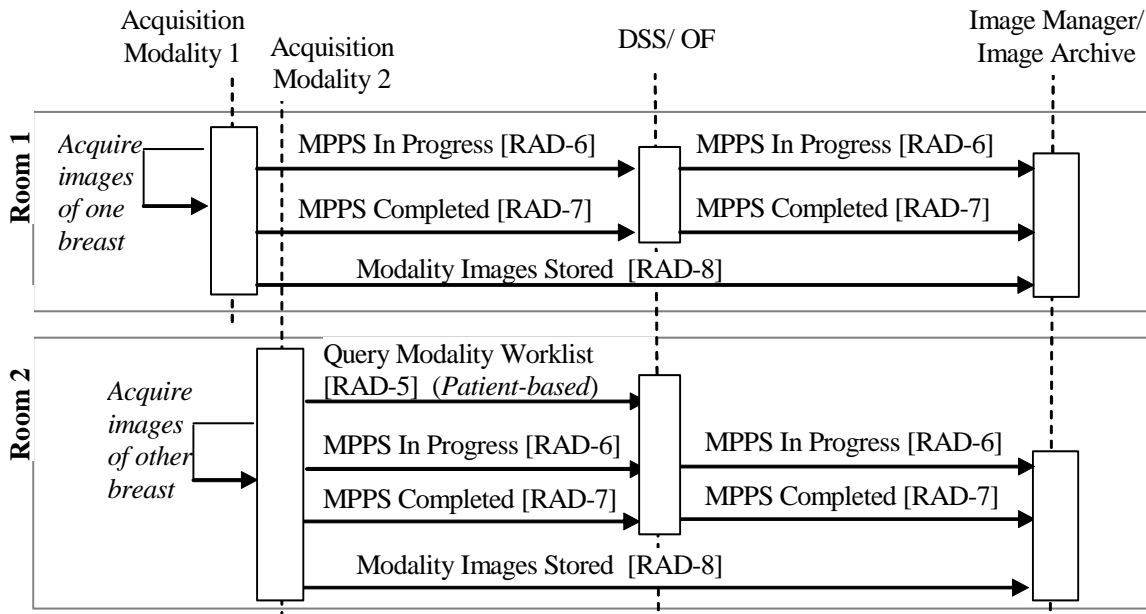 Acquisition
Modality 1
Acquisition
Modality 2
DSS/ OF
Image Manager/
Image Archive
Room 1
Acquire
images
of one
breast
MPPS In Progress [RAD-6]
MPPS In Progress [RAD-6]
MPPS Completed [RAD-7]
MPPS Completed [RAD-7]
Modality Images Stored [RAD-8]
Room 2
Acquire
images
of other
breast
Query Modality Worklist
[RAD-5] (Patient-based)
MPPS In Progress [RAD-6]
MPPS In Progress [RAD-6]
MPPS Completed [RAD-7]
MPPS Completed [RAD-7]
Modality Images Stored [RAD-8]